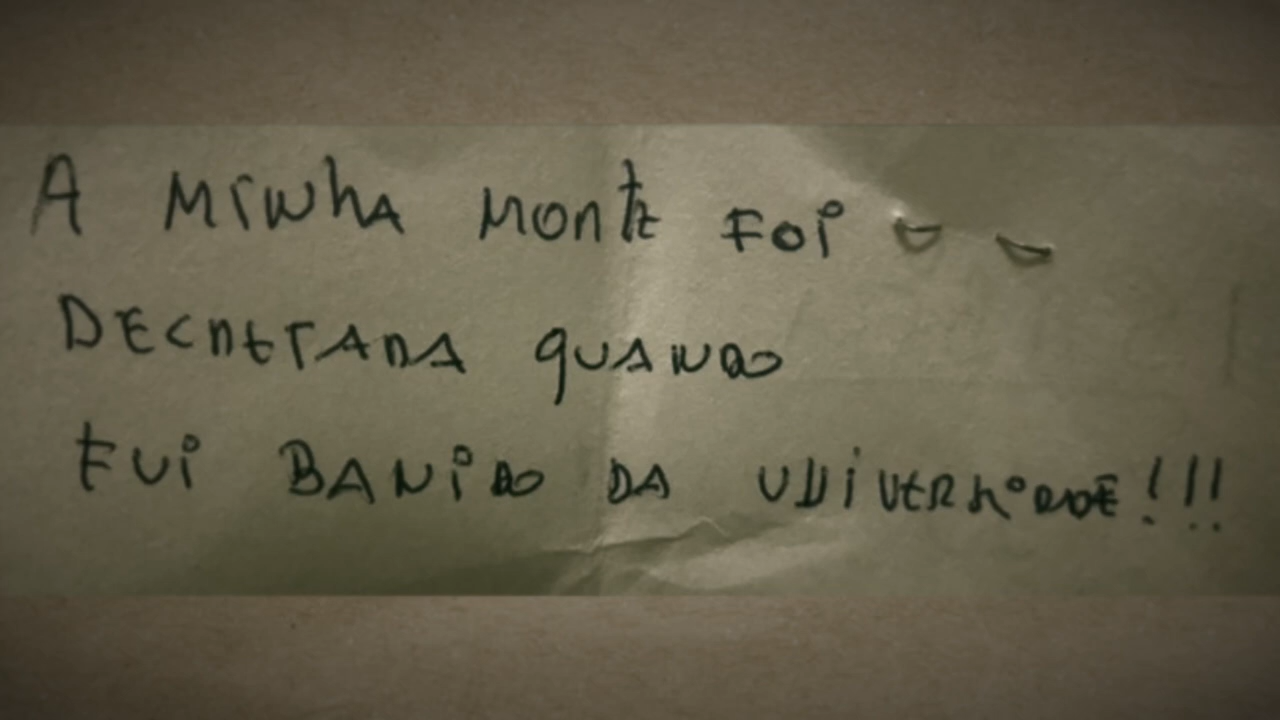 A MINHA MORTE FOI
DECRETADA QUANDO
FUI BANIDO DA UNIVERSIDADE!!!